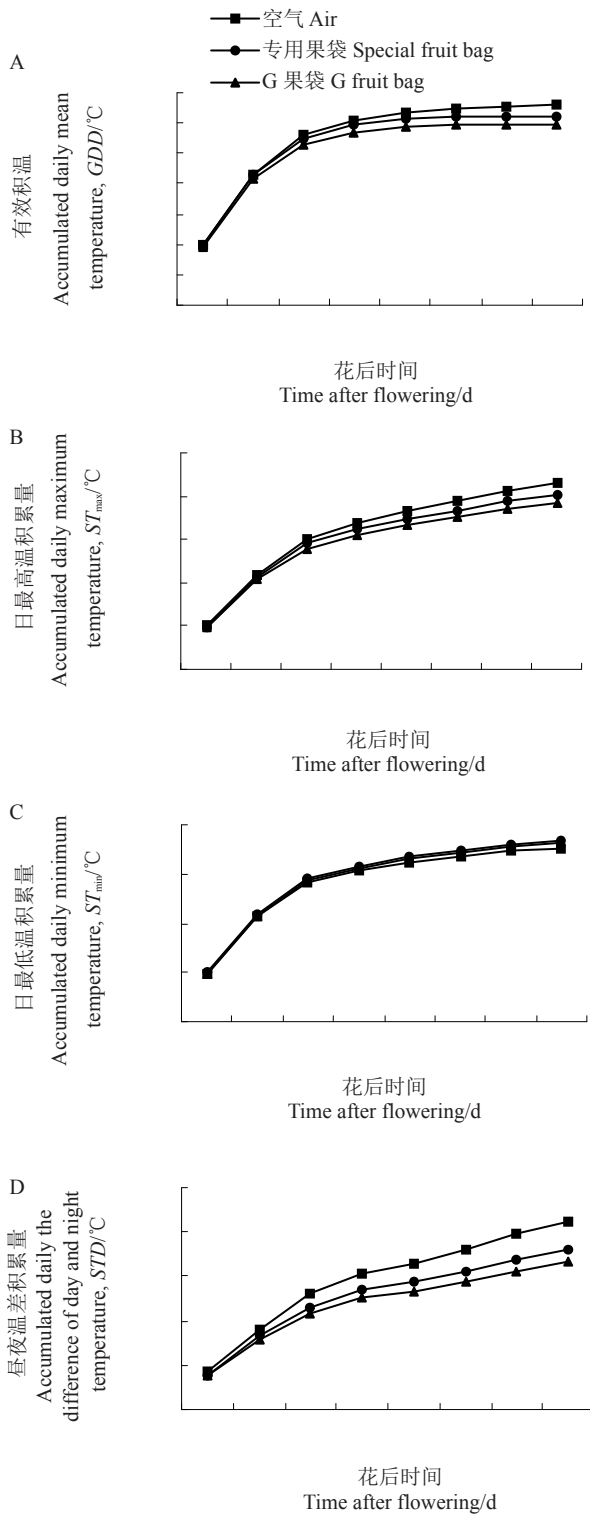 空气 Air
专用果袋 Special fruit bag
G 果袋 G fruit bag
A
有效积温
Accumulated daily mean
temperature, GDD/℃
花后时间
Time after flowering/d
B
日最高温积累量
Accumulated daily maximum
temperature, STmax/℃
花后时间
Time after flowering/d
C
日最低温积累量
Accumulated daily minimum
temperature, STmin/℃
花后时间
Time after flowering/d
D
昼夜温差积累量
Accumulated daily the
difference of day and night
temperature, STD/℃
花后时间
Time after flowering/d